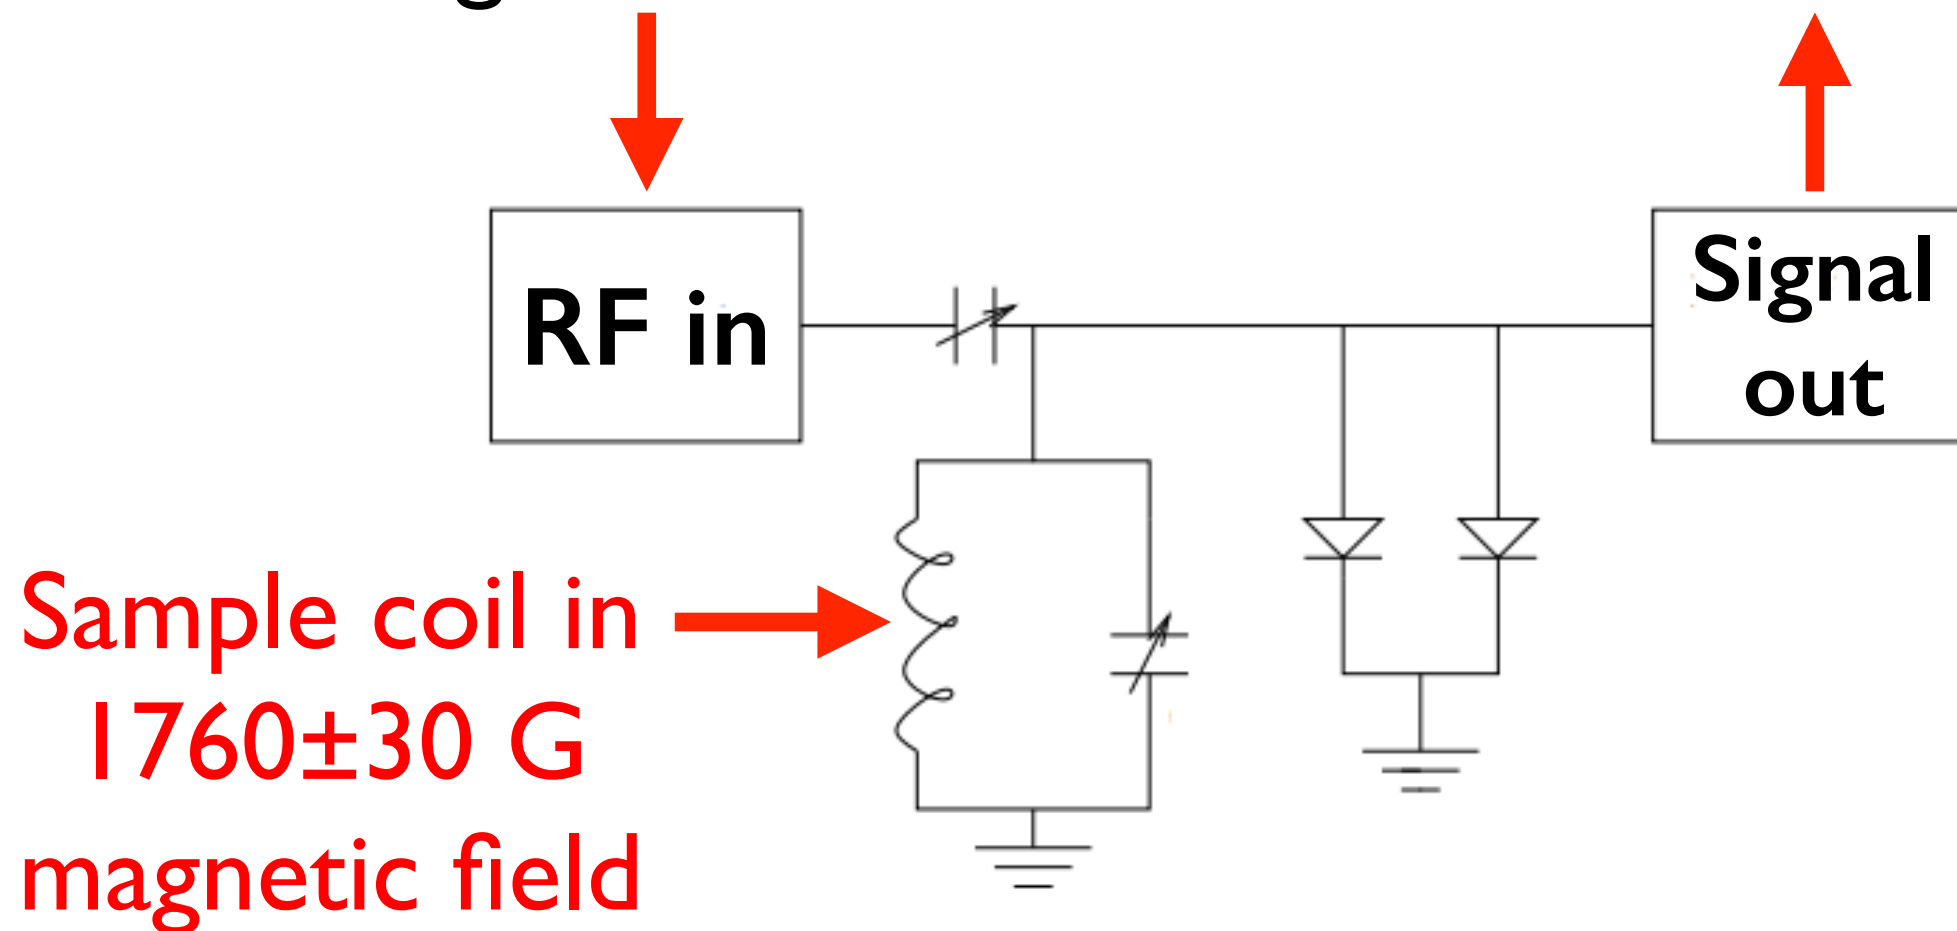 RF in
Signal
out
Sample coil in
1760±30 G
magnetic field